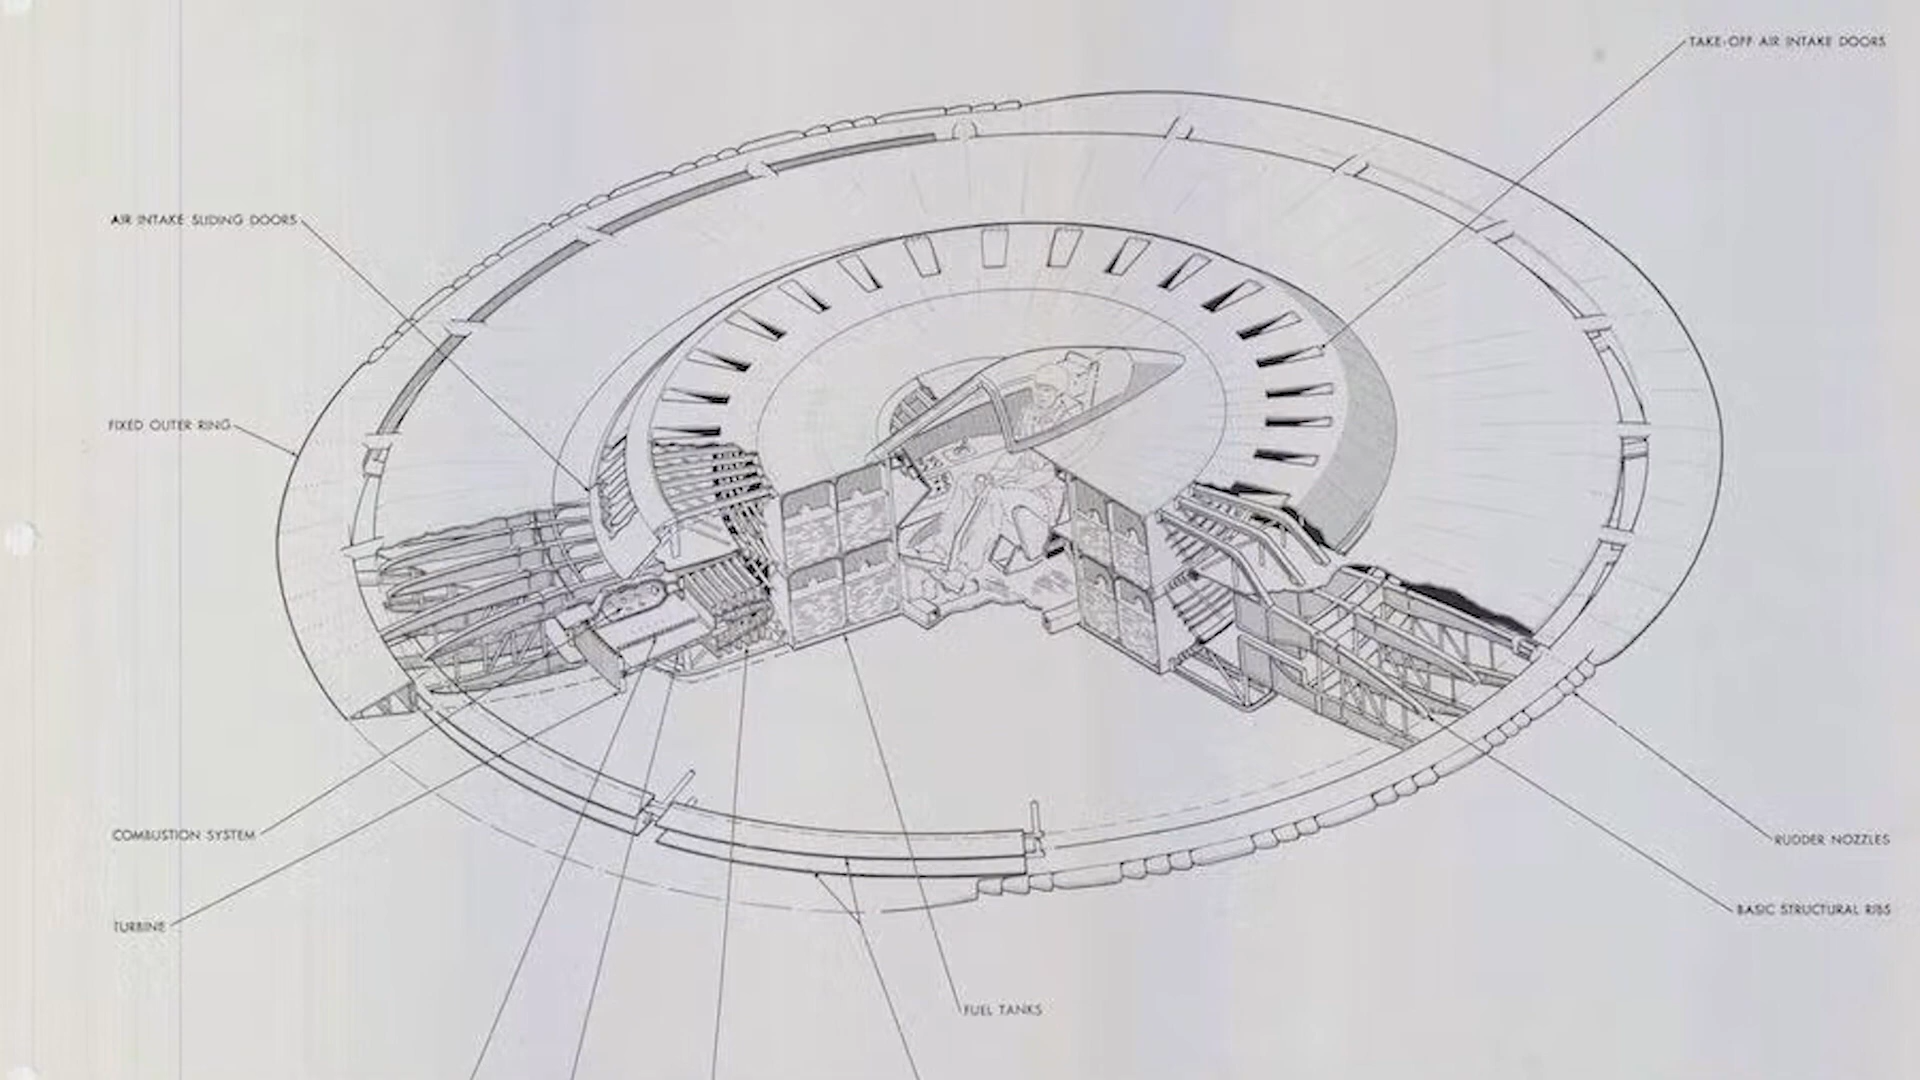 TAKE-OFF AIR INTAKE DOORS
AIR INTAKE SLIDING DOORS
FIXED OUTER RING
COMBUSTION SYSTEM
RUDDER NOZZLES
BASIC STRUCTURAL RIBS
TURBINE
FUEL TANKS